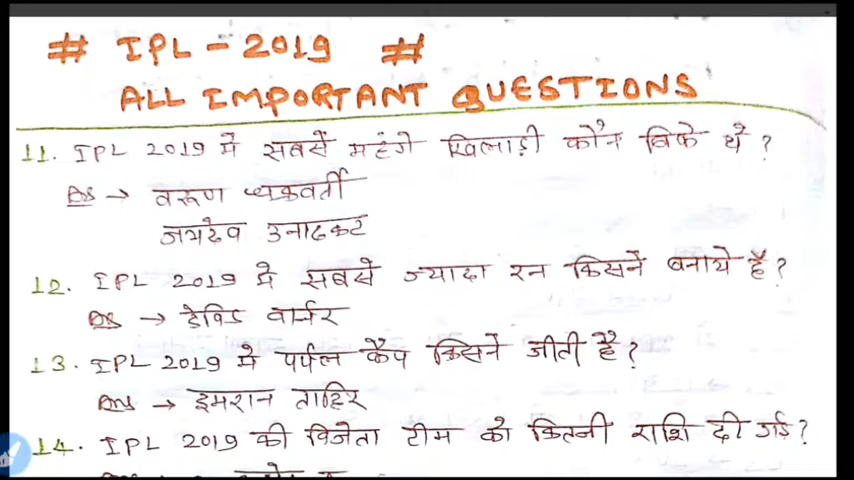 # IPL - 2019 #
ALL IMPORTANT QUESTIONS
11. IPL 2019 में सबसे महंगे खिलाड़ी कौन बिके थे ?
Ans → वरूण चक्रवर्ती
जयदेव उनादकट
12. IPL 2019 मे सबसे ज्यादा रन किसने बनाये है ?
Ans → डेविड वार्नर
13. IPL 2019 मे पर्पल कैप किसने जीती है ?
Ans → इमरान ताहिर
14. IPL 2019 की विजेता टीम को कितनी राशि दी गई ?